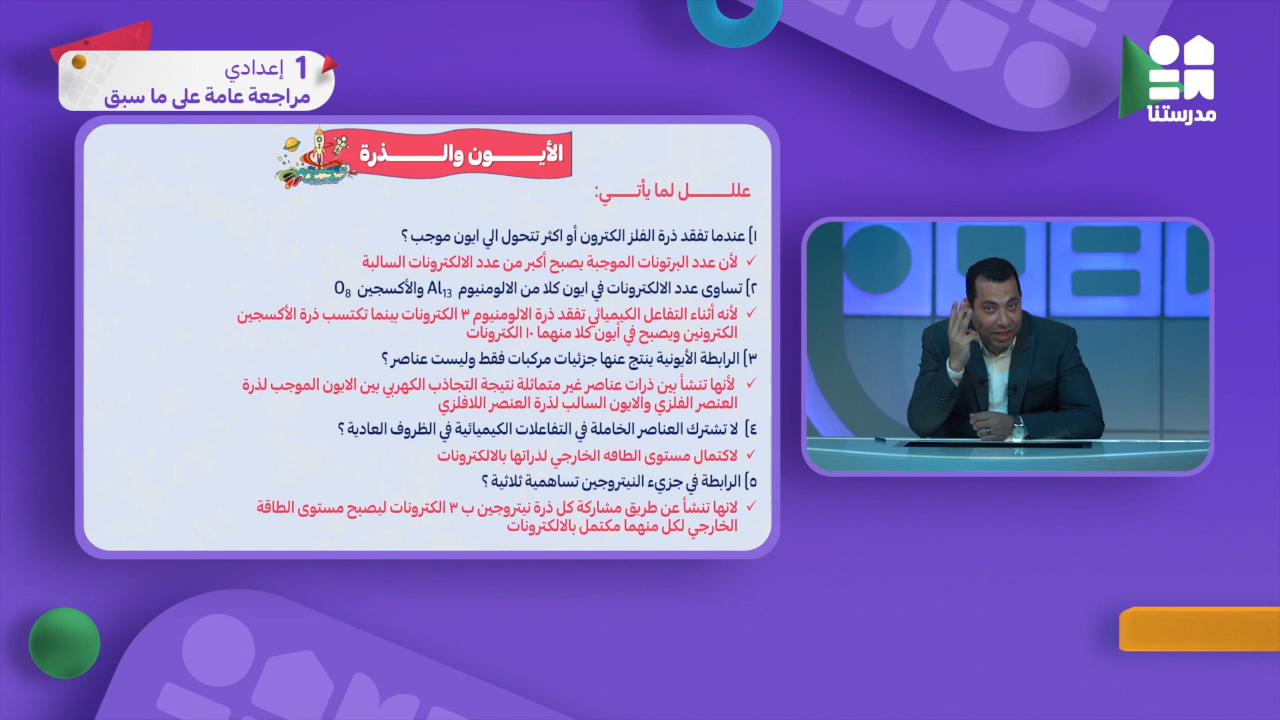 1 إعدادي
مراجعة عامة على ما سبق
مدرستنا
الأيـــون والـــــذرة
عللـــــــل لما يأتـــــي:
١) عندما تفقد ذرة الفلز الكترون أو اكثر تتحول الي ايون موجب ؟
✓ لأن عدد البرتونات الموجبة يصبح أكبر من عدد الالكترونات السالبة
٢) تساوى عدد الالكترونات في ايون كلا من الالومنيوم Al₁₃ والأكسجين O₈
✓ لأنه أثناء التفاعل الكيميائي تفقد ذرة الالومنيوم ٣ الكترونات بينما تكتسب ذرة الأكسجين
الكترونين ويصبح في أيون كلا منهما ١٠ الكترونات
٣) الرابطة الأيونية ينتج عنها جزئيات مركبات فقط وليست عناصر ؟
✓ لأنها تنشأ بين ذرات عناصر غير متماثلة نتيجة التجاذب الكهربي بين الايون الموجب لذرة
العنصر الفلزي والايون السالب لذرة العنصر اللافلزي
٤) لا تشترك العناصر الخاملة في التفاعلات الكيميائية في الظروف العادية ؟
✓ لاكتمال مستوى الطاقه الخارجي لذراتها بالالكترونات
٥) الرابطة في جزيء النيتروجين تساهمية ثلاثية ؟
✓ لانها تنشأ عن طريق مشاركة كل ذرة نيتروجين ب ٣ الكترونات ليصبح مستوى الطاقة
الخارجي لكل منهما مكتمل بالالكترونات